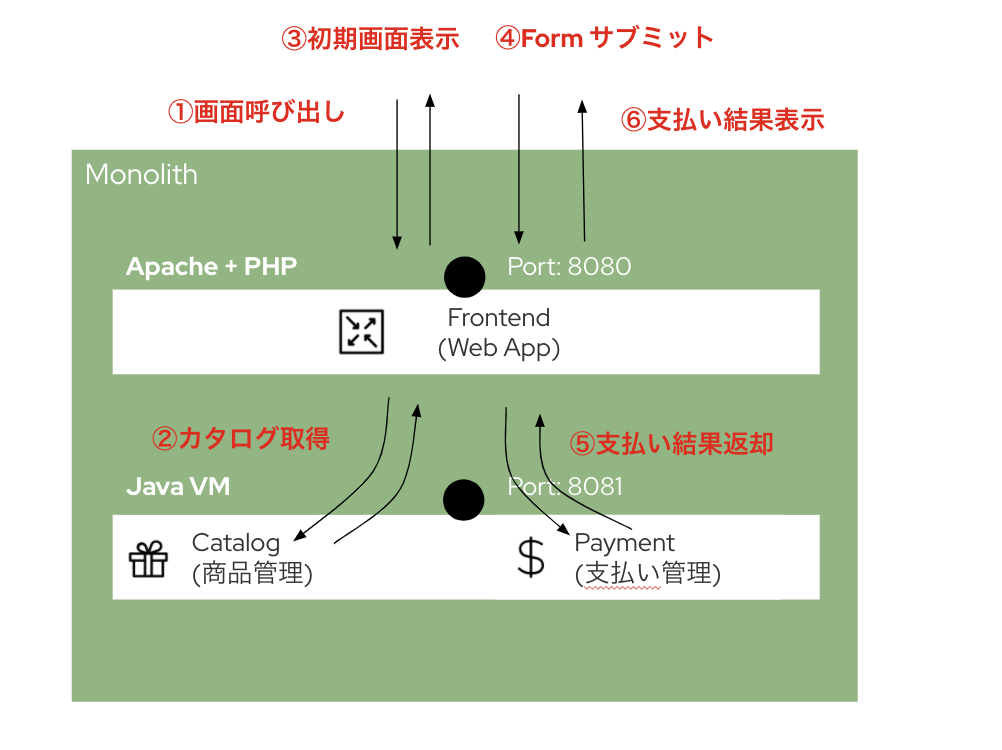 ③初期画面表示
④Form サブミット
①画面呼び出し
⑥支払い結果表示
Monolith
Apache + PHP
Port: 8080
Frontend
(Web App)
②カタログ取得
⑤支払い結果返却
Java VM
Port: 8081
Catalog
(商品管理)
Payment
(支払い管理)